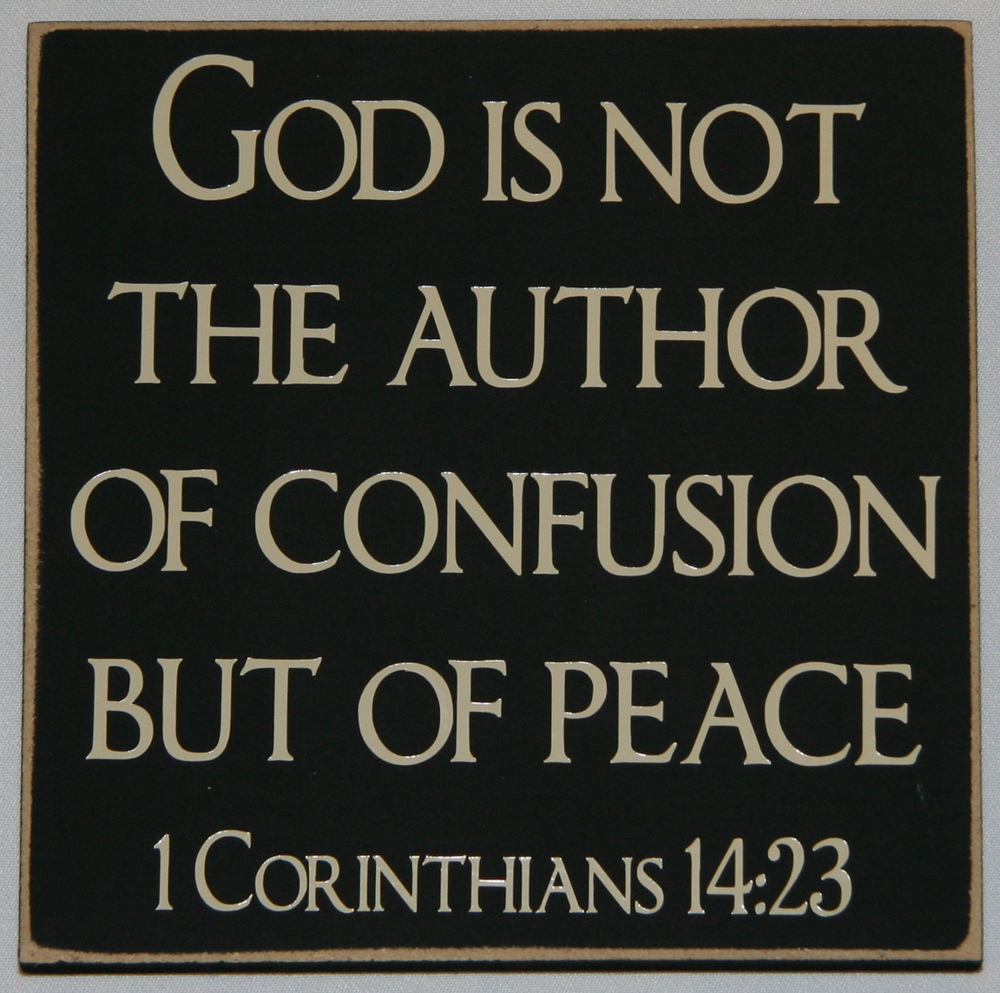 God is not
the author
of confusion
but of peace
1 Corinthians 14:23